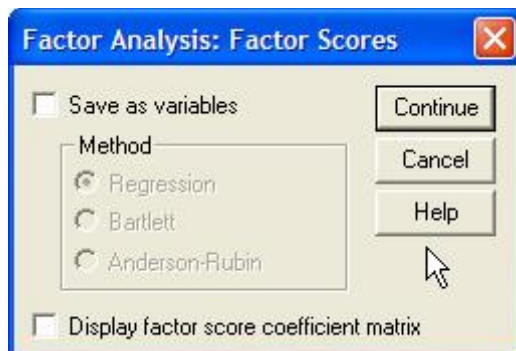 Factor Analysis: Factor Scores
Save as variables
Method
Regression
Bartlett
Anderson-Rubin
Continue
Cancel
Help
Display factor score coefficient matrix